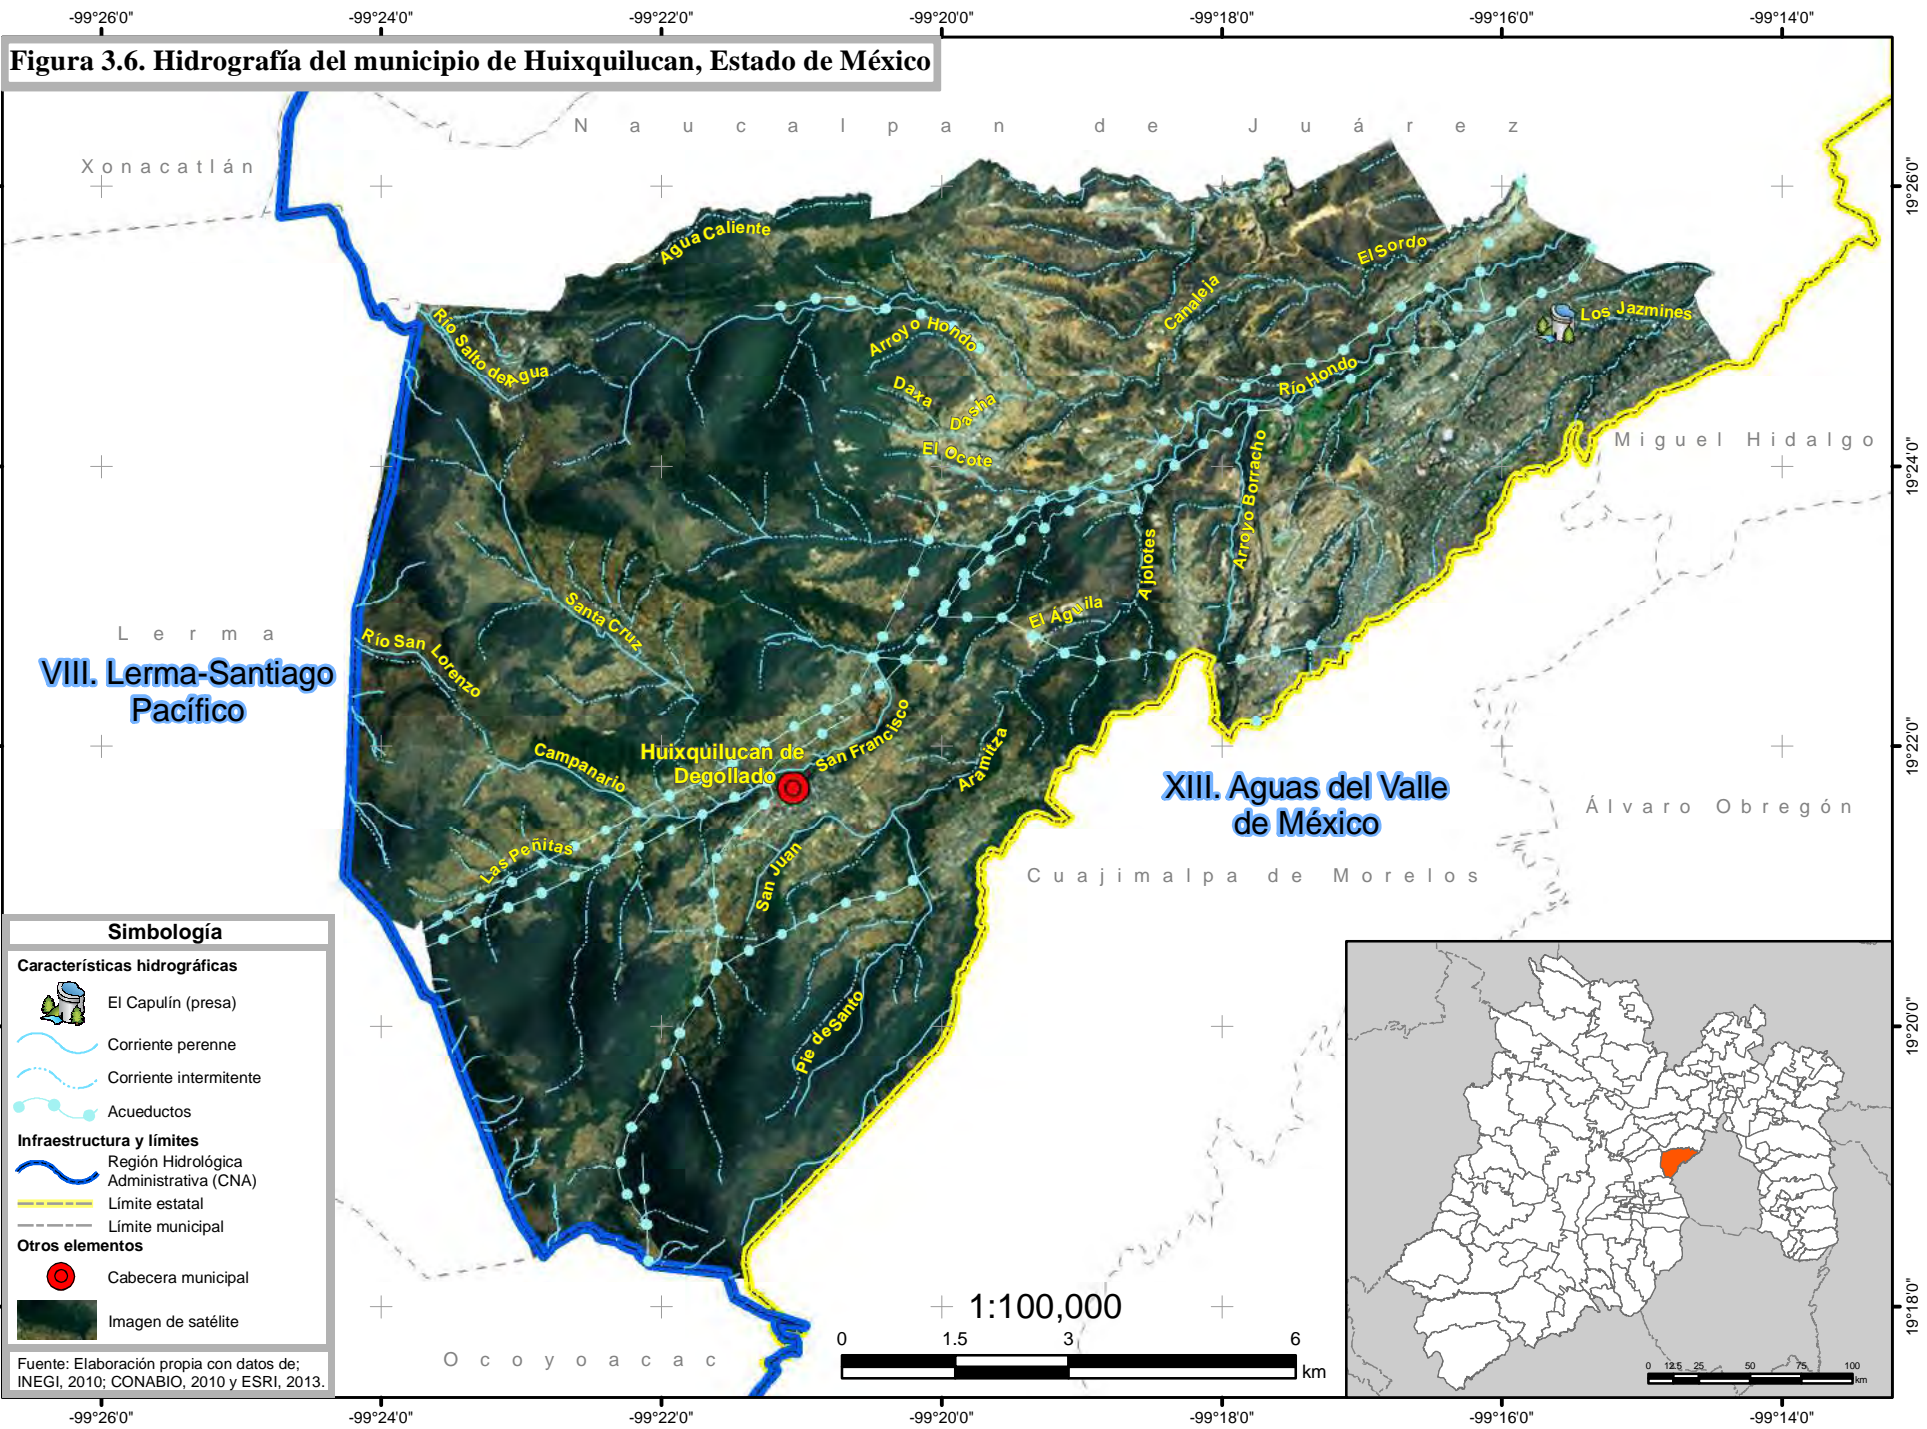 -99°26'0" -99°24'0" -99°22'0" -99°20'0" -99°18'0" -99°16'0" -99°14'0"
Figura 3.6. Hidrografía del municipio de Huixquilucan, Estado de México
Naucalpan de Juárez
Xonacatlán
19°26'0"
Agua Caliente
El Sordo
Canaleja
Los Jazmines
Río Salto de Agua
Arroyo Hondo
Río Hondo
Daxa
Dasha
El Ocote
Miguel Hidalgo
19°24'0"
Arroyo Borracho
Ajolotes
El Águila
Santa Cruz
Lerma
Río San Lorenzo
VIII. Lerma-Santiago
Pacífico
Campanario
Huixquilucan de
Degollado
San Francisco
Aramitza
19°22'0"
XIII. Aguas del Valle
de México
Álvaro Obregón
Las Peñitas
San Juan
Cuajimalpa de Morelos
Pie de Santo
19°20'0"
Simbología
Características hidrográficas
El Capulín (presa)
Corriente perenne
Corriente intermitente
Acueductos
Infraestructura y límites
Región Hidrológica
Administrativa (CNA)
Límite estatal
Límite municipal
Otros elementos
Cabecera municipal
Imagen de satélite
Fuente: Elaboración propia con datos de;
INEGI, 2010; CONABIO, 2010 y ESRI, 2013.
Ocoyoacac
1:100,000
0 1.5 3 6
km
19°18'0"
0 12.5 25 50 75 100
km
-99°26'0" -99°24'0" -99°22'0" -99°20'0" -99°18'0" -99°16'0" -99°14'0"